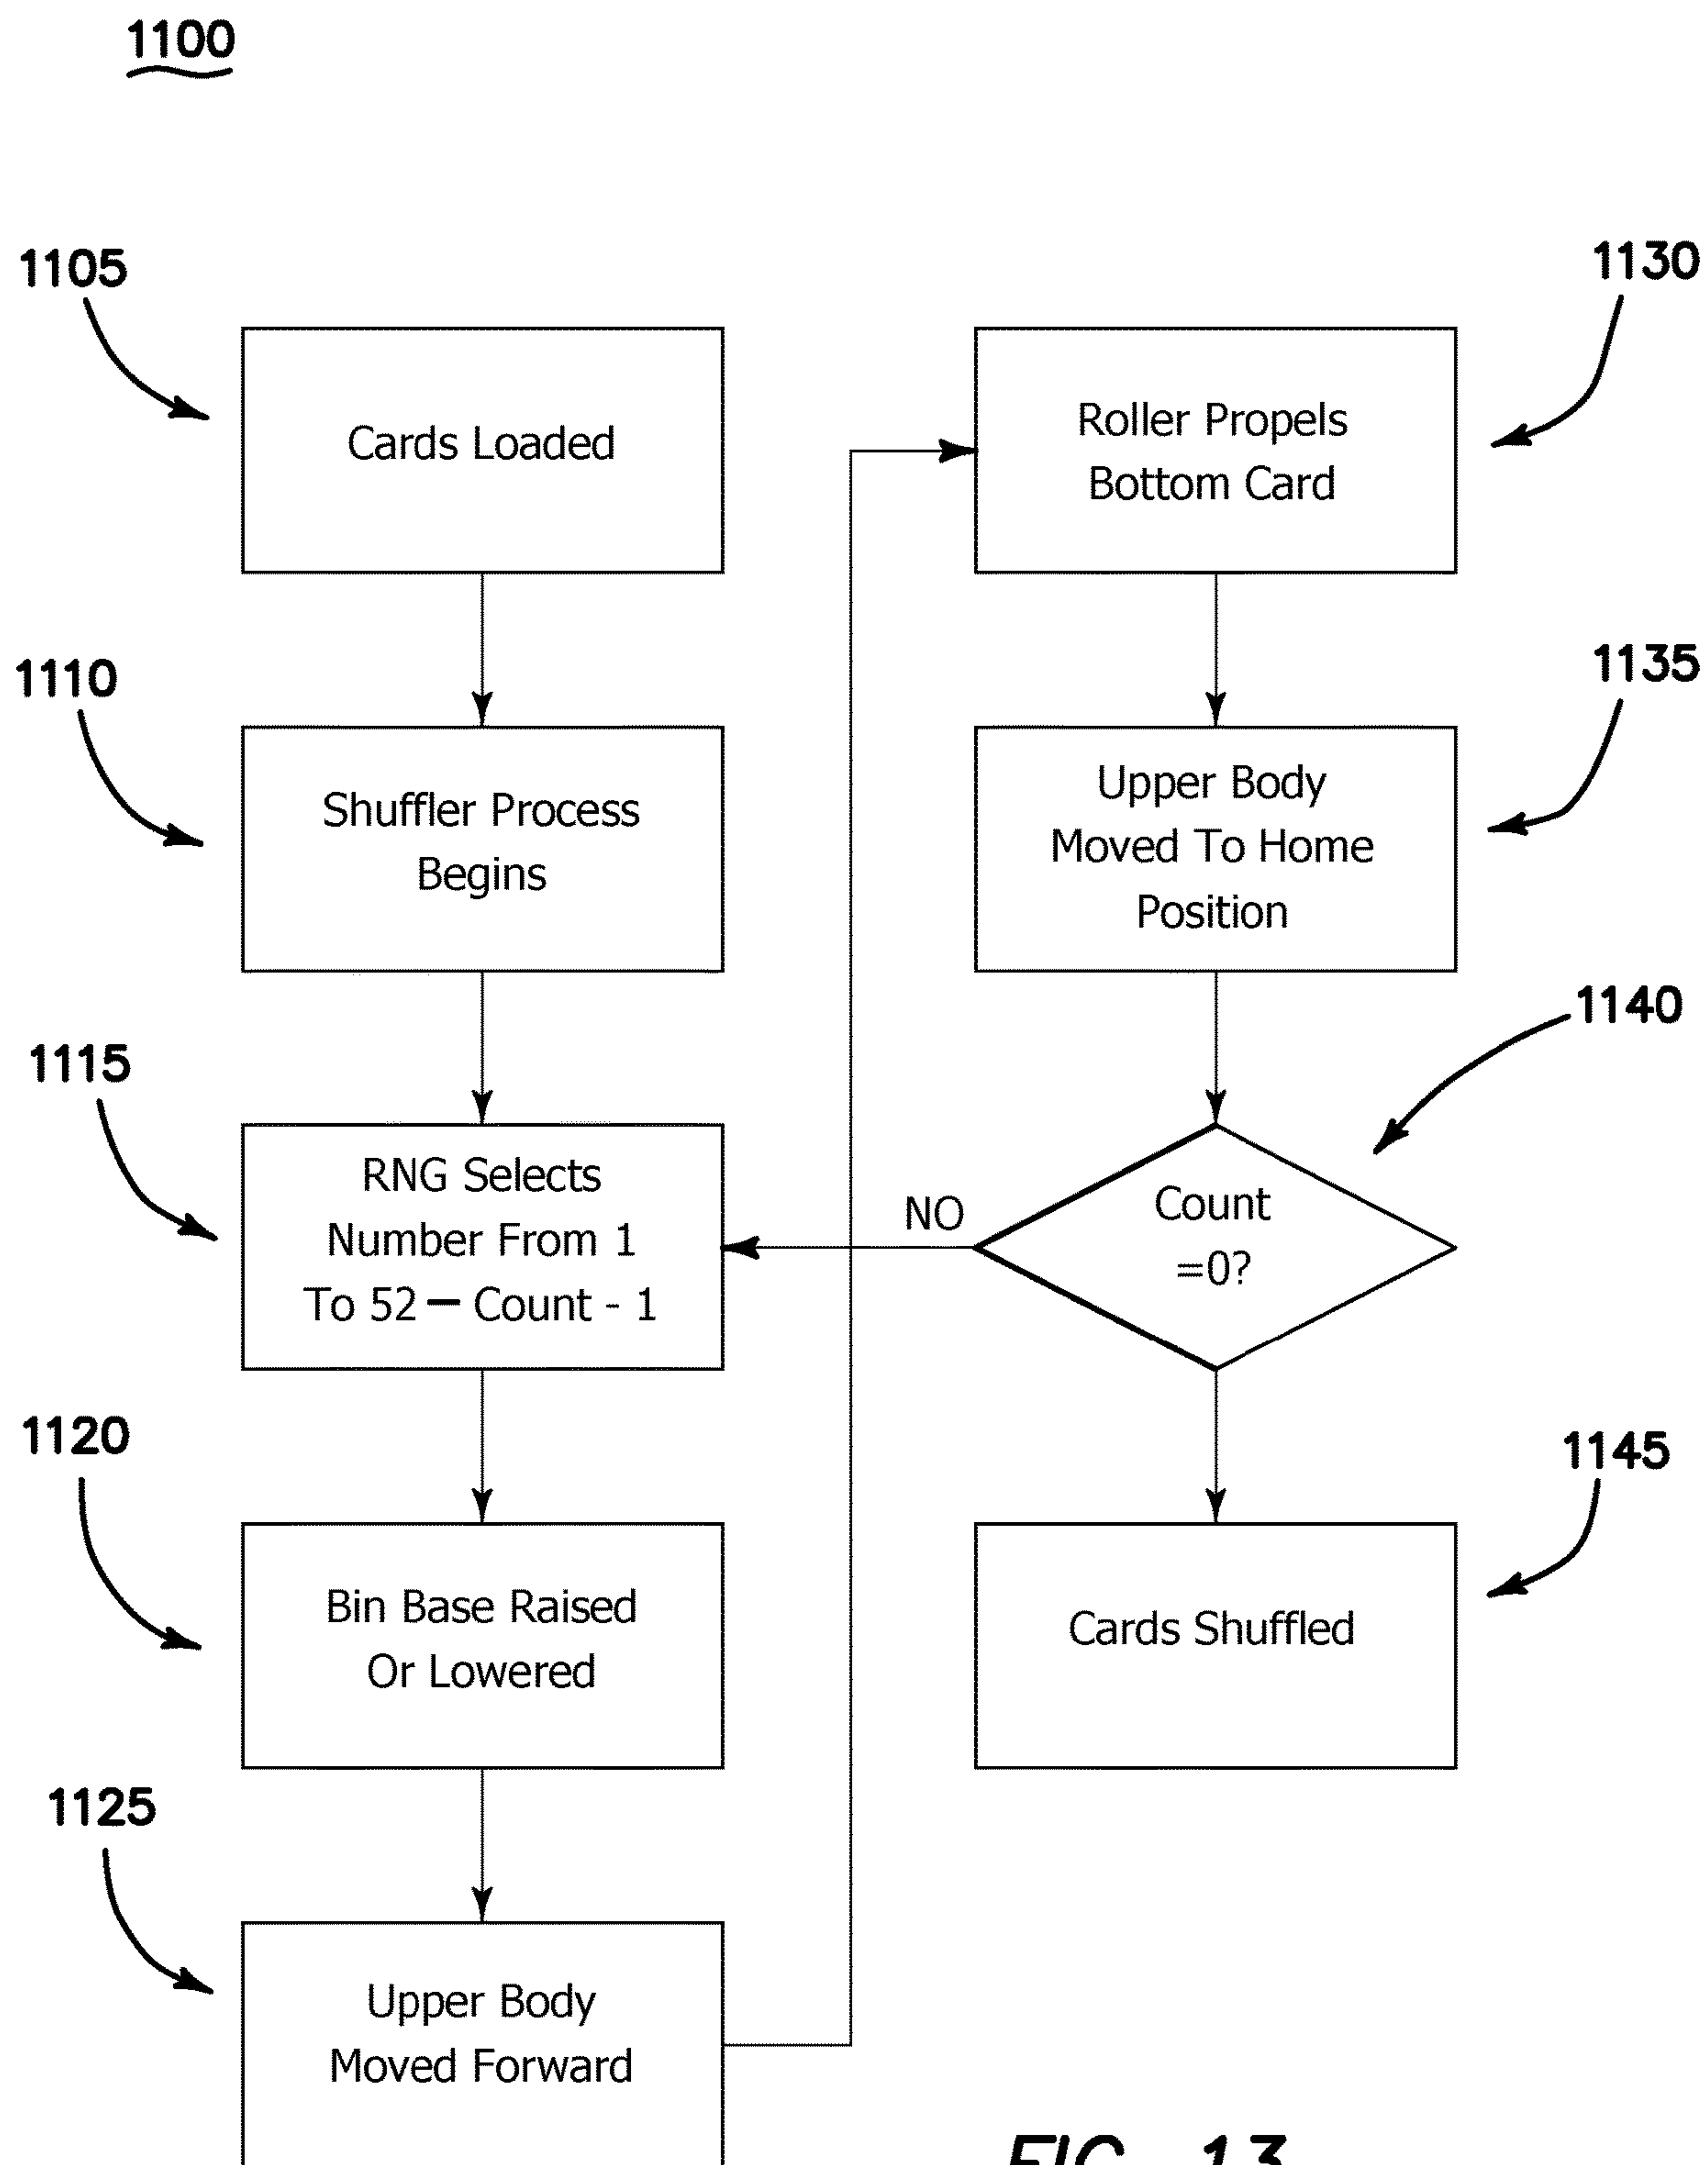 1100
1105
Cards Loaded
1110
Shuffler Process
Begins
1115
RNG Selects
Number From 1
To 52 — Count - 1
1120
Bin Base Raised
Or Lowered
1125
Upper Body
Moved Forward
1130
Roller Propels
Bottom Card
1135
Upper Body
Moved To Home
Position
1140
Count
=0?
NO
1145
Cards Shuffled
FIG. 13